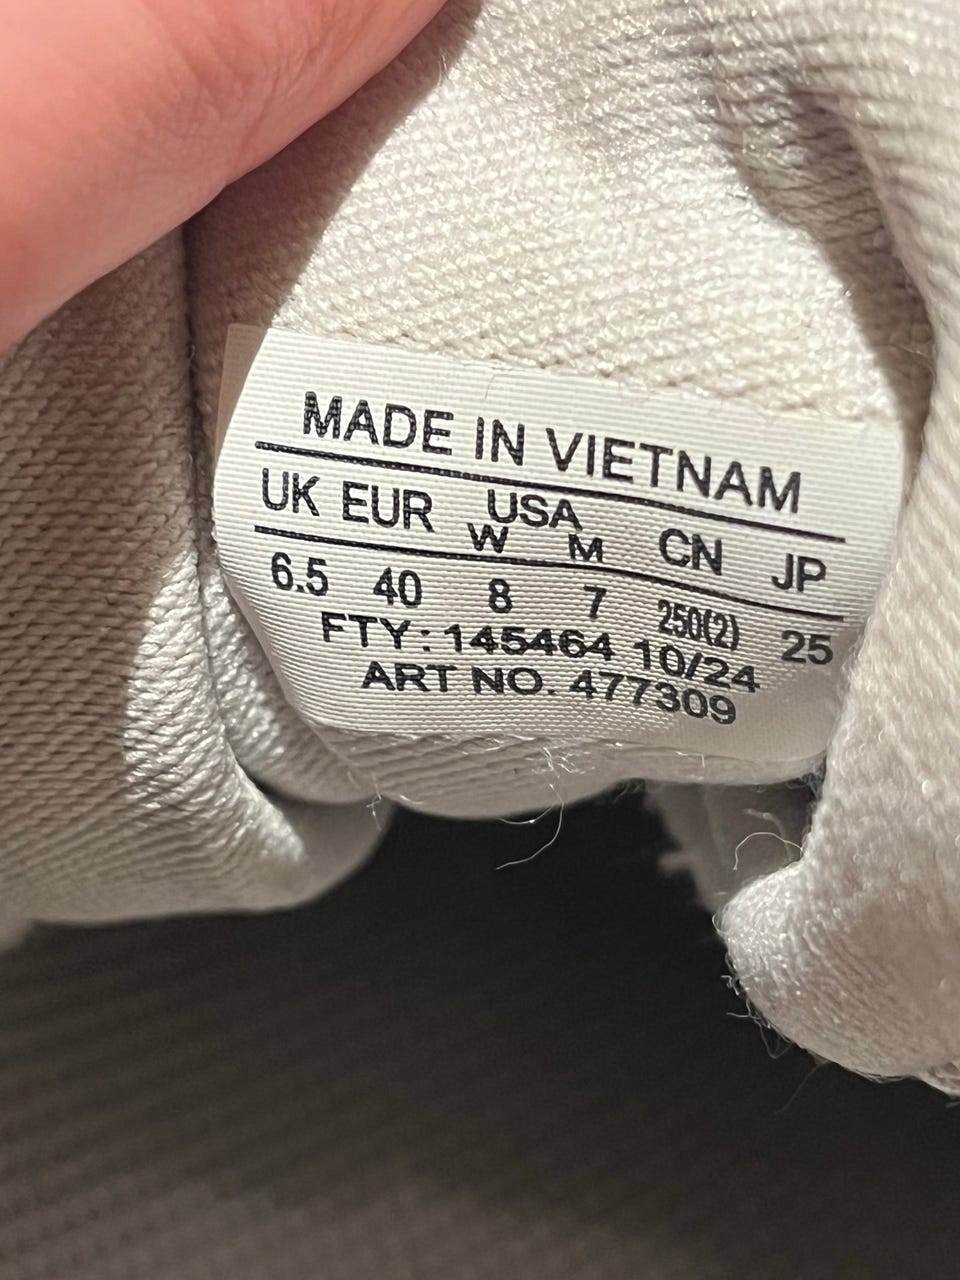 MADE IN VIETNAM
UK EUR USA CN JP
W M
6.5 40 8 7 250(2) 25
FTY: 145464 10/24
ART NO. 477309